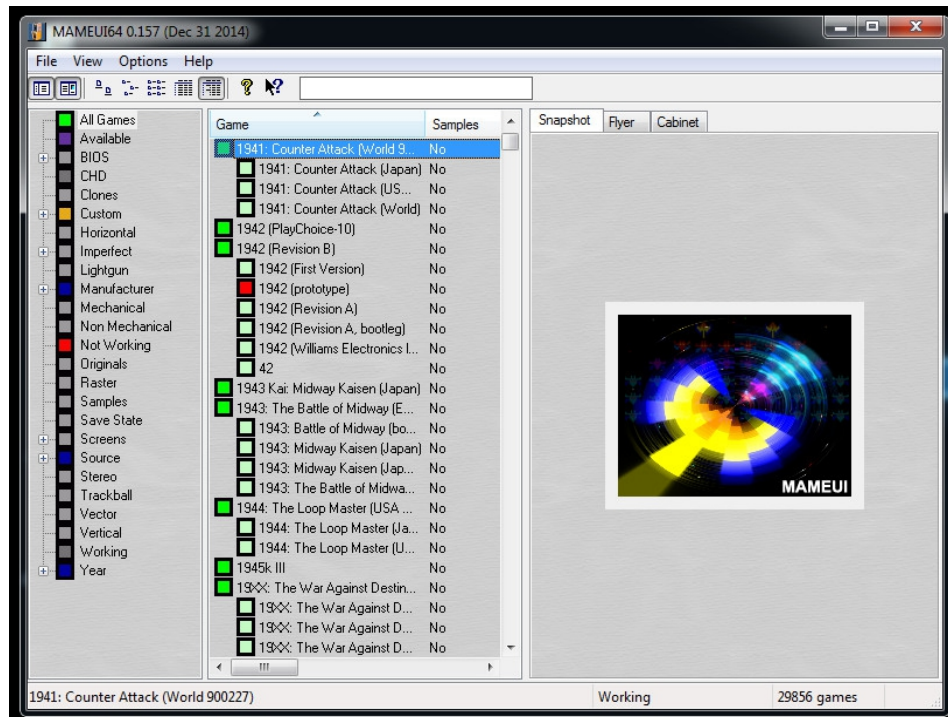 MAMEUI64 0.157 (Dec 31 2014)
File View Options Help
All Games
Available
BIOS
CHD
Clones
Custom
Horizontal
Imperfect
Lightgun
Manufacturer
Mechanical
Non Mechanical
Not Working
Originals
Raster
Samples
Save State
Screens
Source
Stereo
Trackball
Vector
Vertical
Working
Year
Game Samples
1941: Counter Attack (World 9... No
1941: Counter Attack (Japan) No
1941: Counter Attack (US... No
1941: Counter Attack (World) No
1942 (PlayChoice-10) No
1942 (Revision B) No
1942 (First Version) No
1942 (prototype) No
1942 (Revision A) No
1942 (Revision A, bootleg) No
1942 (Williams Electronics I... No
42 No
1943 Kai: Midway Kaisen (Japan) No
1943: The Battle of Midway (E... No
1943: Battle of Midway (bo... No
1943: Midway Kaisen (Japan) No
1943: Midway Kaisen (Jap... No
1943: The Battle of Midwa... No
1944: The Loop Master (USA ... No
1944: The Loop Master (Ja... No
1944: The Loop Master (U... No
1945k III No
19XX: The War Against Destin... No
19XX: The War Against D... No
19XX: The War Against D... No
19XX: The War Against D... No
Snapshot Flyer Cabinet
MAMEUI
1941: Counter Attack (World 900227) Working 29856 games